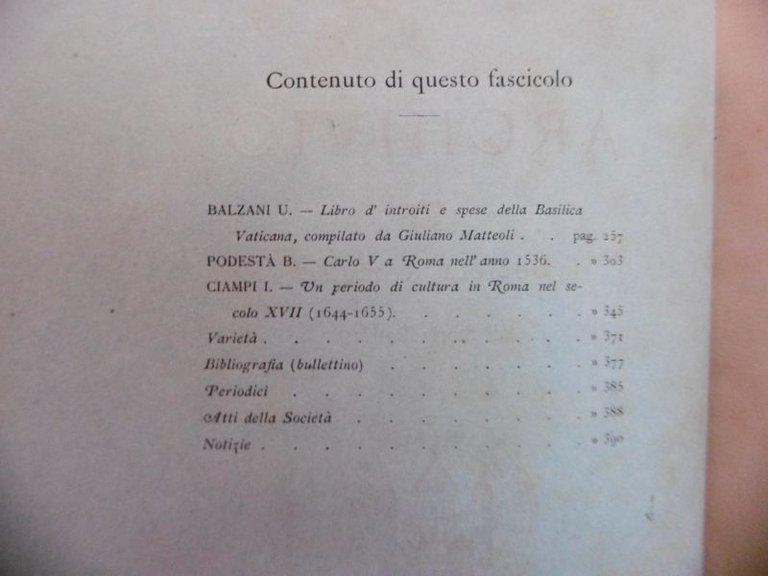 Contenuto di questo fascicolo
BALZANI U. — Libro d' introiti e spese della Basilica
Vaticana, compilato da Giuliano Matteoli . . pag. 257
PODESTÀ B. — Carlo V a Roma nell' anno 1536. . » 303
CIAMPI I. — Un periodo di cultura in Roma nel se-
colo XVII (1644-1655). . . . . . . » 345
Varietà . . . . . . . . . . . » 371
Bibliografia (bullettino) . . . . . . . » 377
Periodici . . . . . . . . . . » 385
Atti della Società . . . . . . . . » 388
Notizie . . . . . . . . . . . » 390